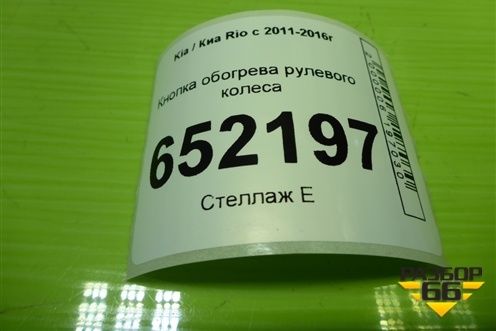 Kia / Киа Rio с 2011-2016г
Кнопка обогрева рулевого
колеса
652197
Стеллаж Е
РАЗБОР
66